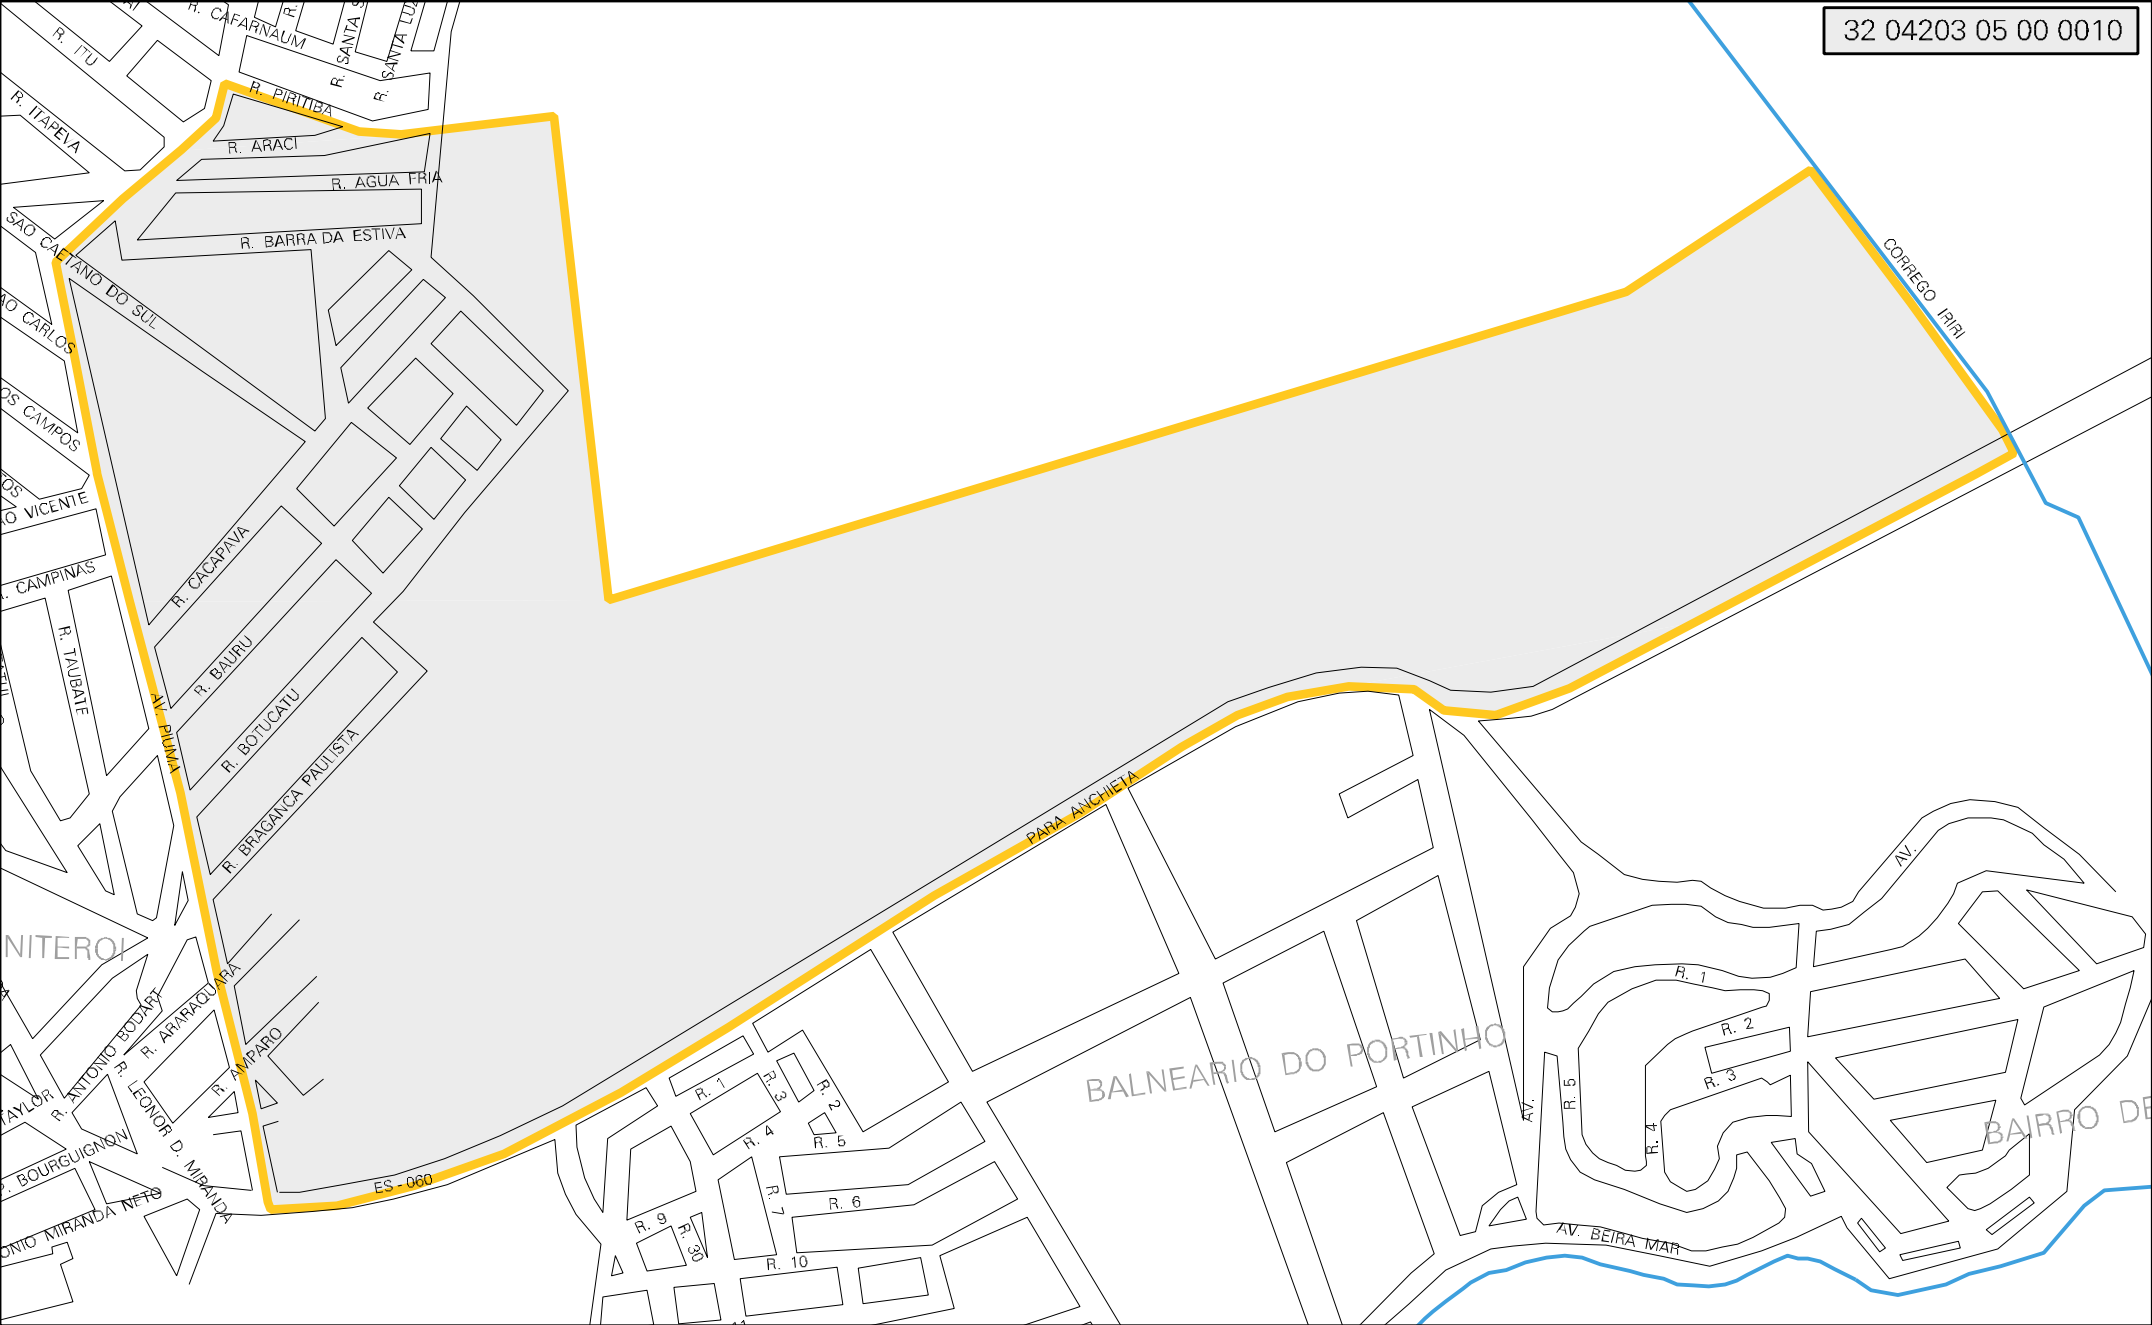 32 04203 05 00 0010
R. CAFARNAUM
R. ITU
R. SANTA
R. SANTA LUZ
R. PIRITIBA
R. ITAPEVA
R. ARACI
R. AGUA FRIA
R. BARRA DA ESTIVA
SAO CAETANO DO SUL
CORREGO IRIRI
AO CARLOS
OS CAMPOS
OS
AO VICENTE
R. CACAPAVA
CAMPINAS
R. TAUBATE
R. BAURU
AV. PIUMA
R. BOTUCATU
R. BRAGANCA PAULISTA
PARA ANCHIETA
AV.
NITEROI
R. ARARAQUARA
R. ANTONIO BODART
R. AMPARO
R. LEONOR D. MIRANDA
TAYLOR
BOURGUIGNON
ONIO MIRANDA NETO
ES - 060
BALNEARIO DO PORTINHO
BAIRRO DE
R. 1
R. 2
R. 3
R. 4
R. 5
AV.
AV. BEIRA MAR
R. 1
R. 3
R. 2
R. 4
R. 5
R. 6
R. 7
R. 9
R. 30
R. 10